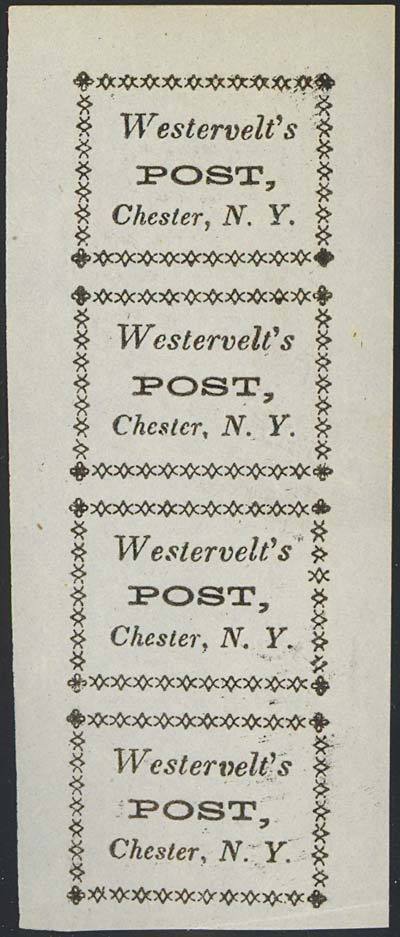 Westervelt's
POST,
Chester, N. Y.
Westervelt's
POST,
Chester, N. Y.
Westervelt's
POST,
Chester, N. Y.
Westervelt's
POST,
Chester, N. Y.